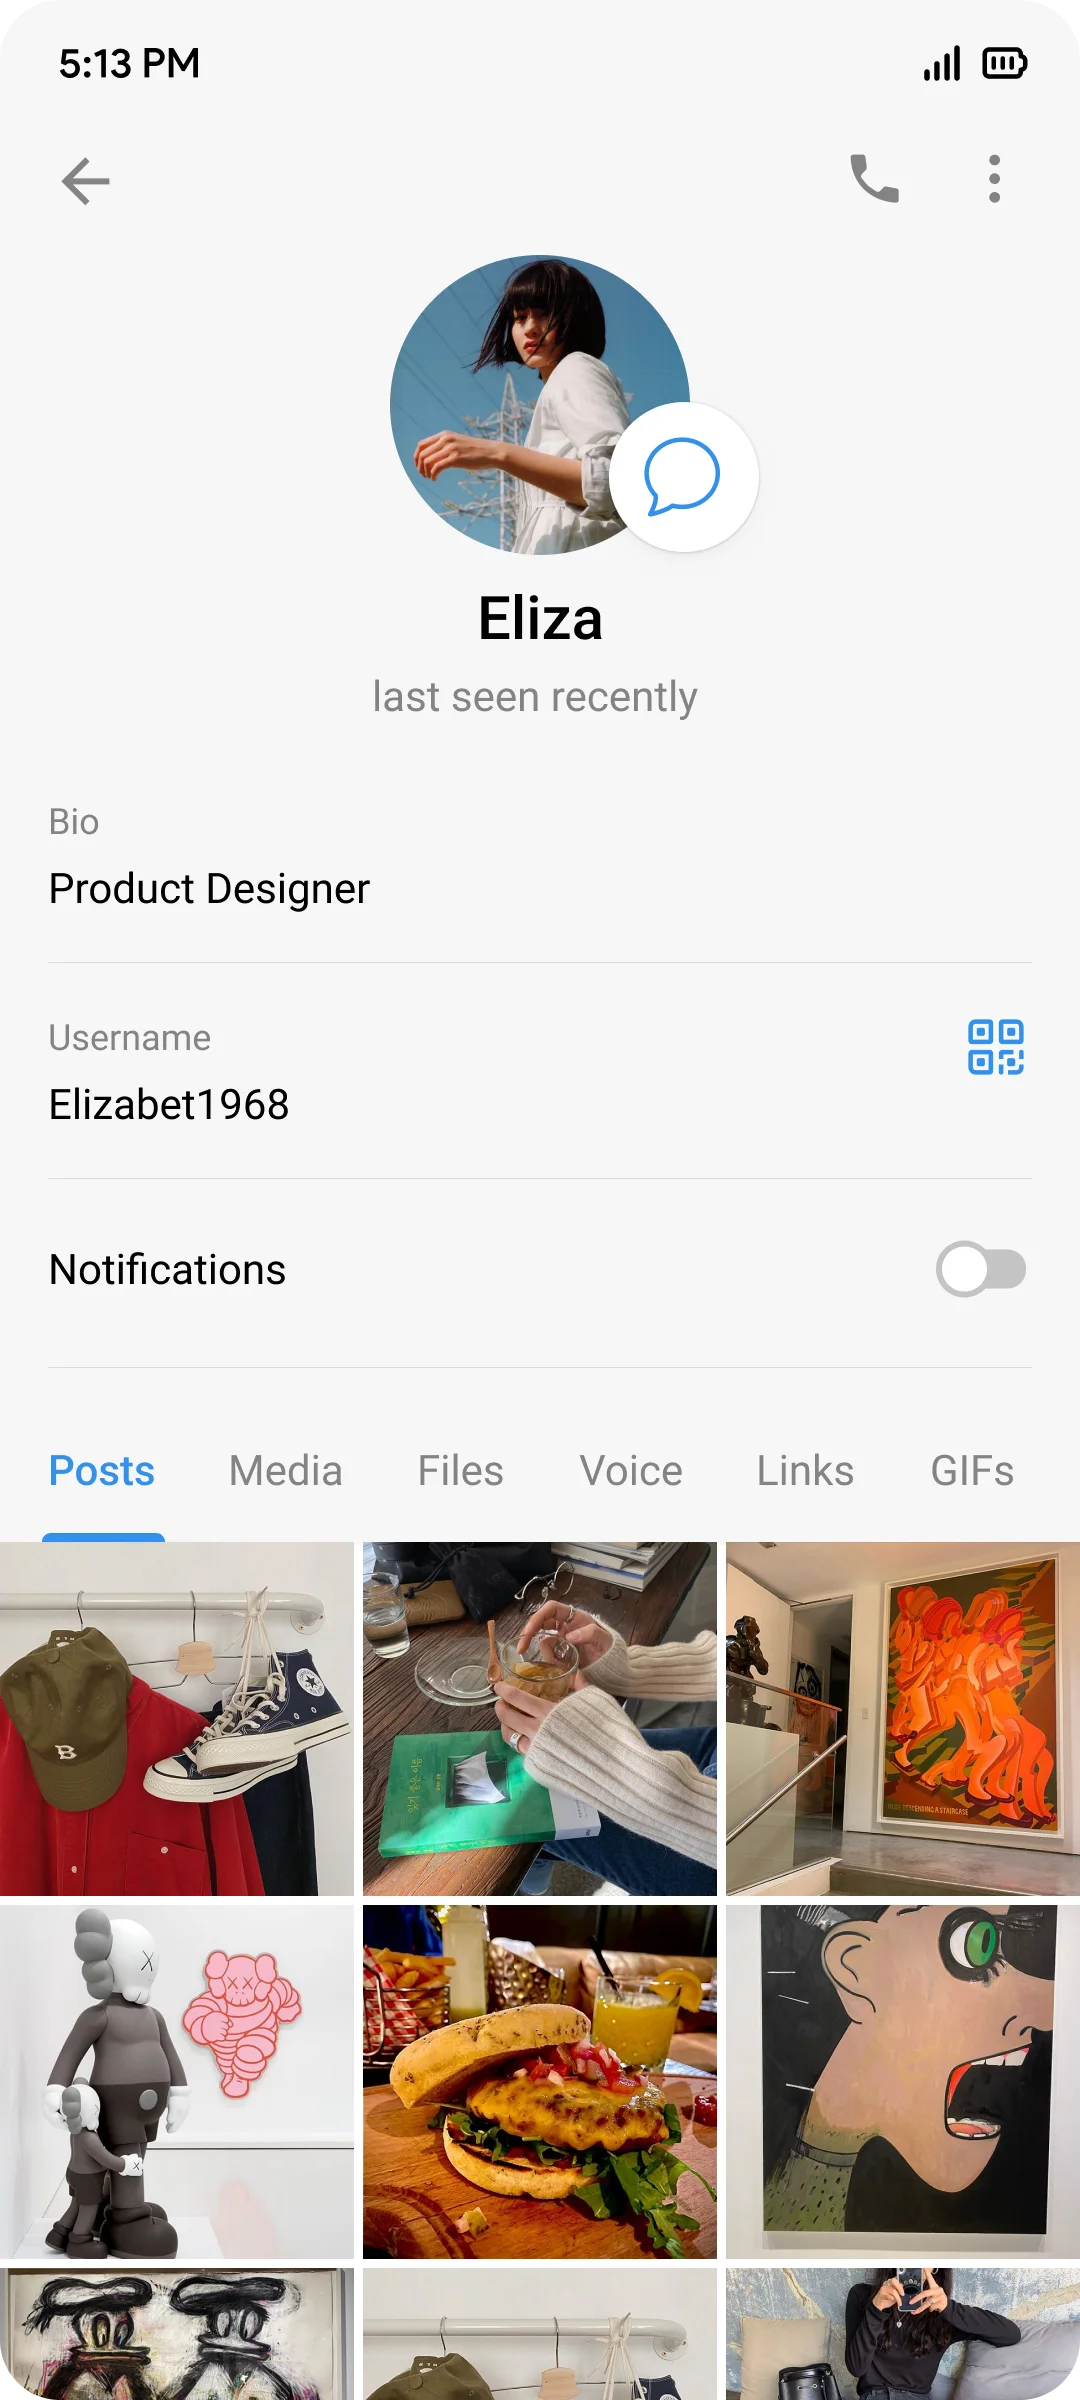 5:13 PM
Eliza
last seen recently
Bio
Product Designer
Username
Elizabet1968
Notifications
Posts
Media
Files
Voice
Links
GIFs
B